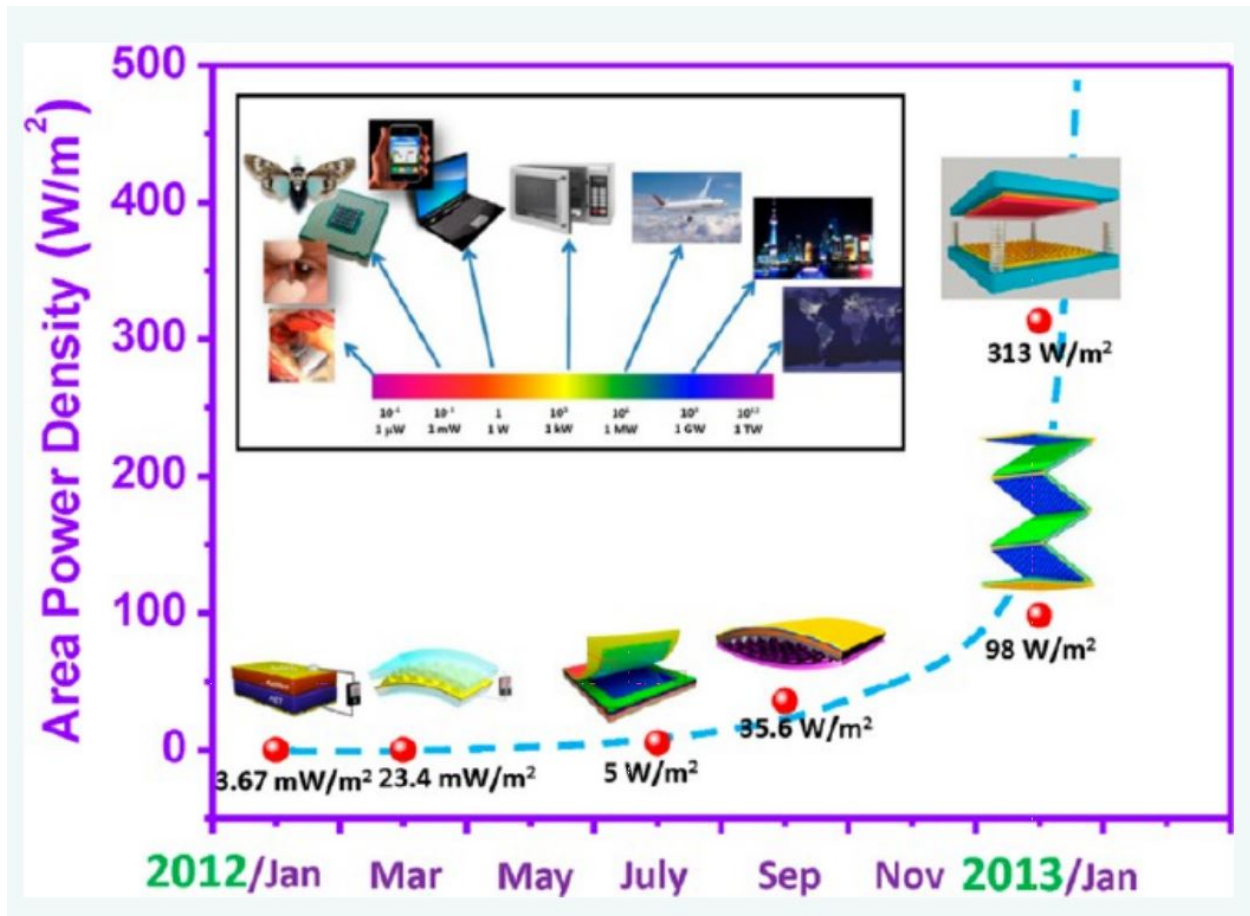 Area Power Density (W/m²)
500
400
300
200
100
0
1 µW
1 mW
1
1 W
1 kW
1 MW
1 GW
10¹²
1 TW
313 W/m²
98 W/m²
35.6 W/m²
5 W/m²
3.67 mW/m² 23.4 mW/m²
2012/Jan Mar May July Sep Nov 2013/Jan